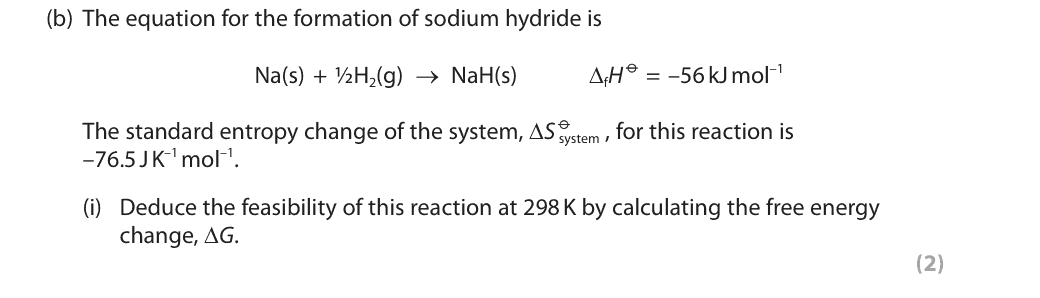 (b) The equation for the formation of sodium hydride is
Na(s) + ½H₂(g) → NaH(s) ΔfH⦵ = –56 kJ mol⁻¹
The standard entropy change of the system, ΔS⦵system , for this reaction is
–76.5 J K⁻¹ mol⁻¹.
(i) Deduce the feasibility of this reaction at 298 K by calculating the free energy
change, ΔG.
(2)